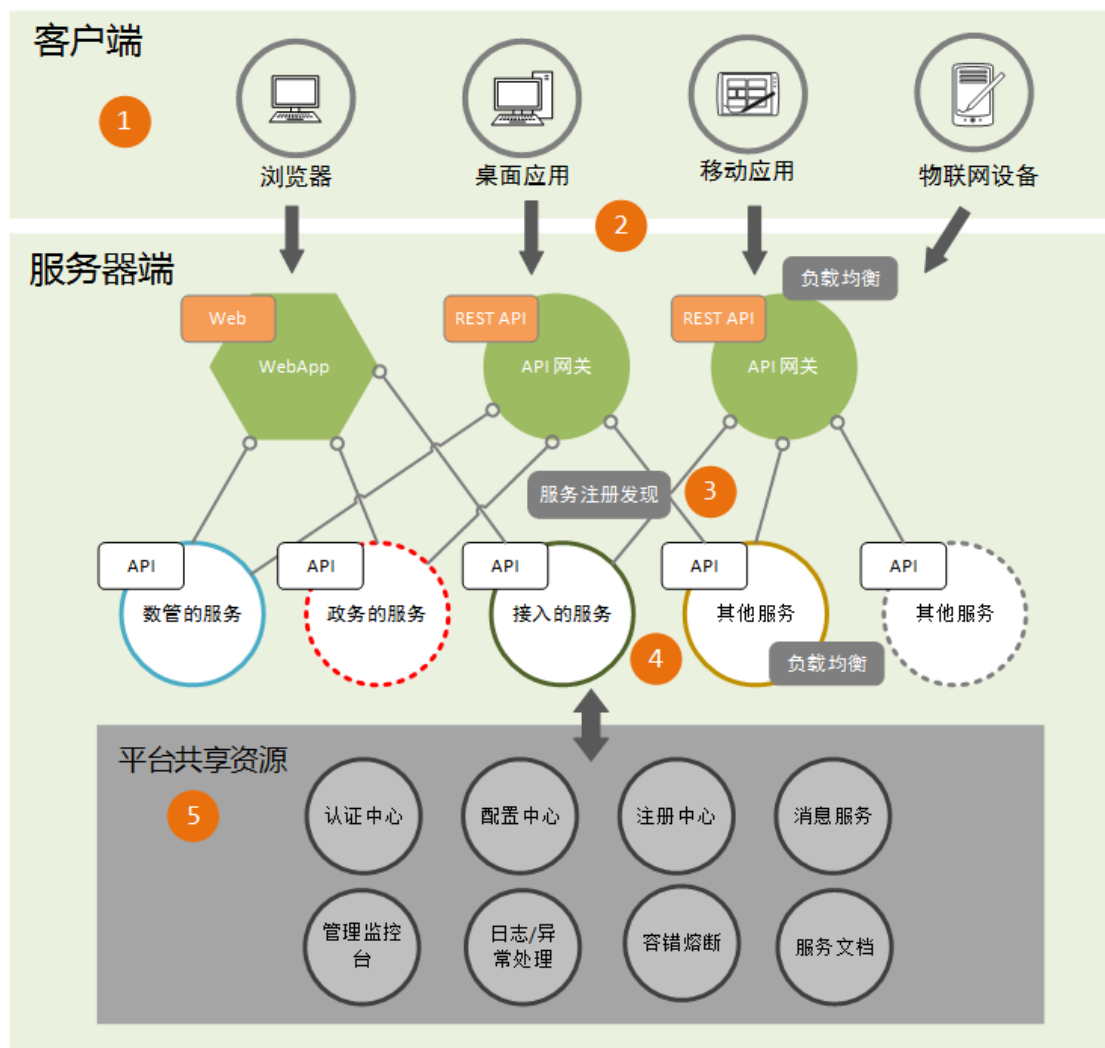 客户端
1
浏览器
桌面应用
移动应用
物联网设备
2
服务器端
负载均衡
Web
REST API
REST API
WebApp
API 网关
API 网关
服务注册发现
3
API
API
API
API
API
数管的服务
政务的服务
接入的服务
其他服务
其他服务
4
负载均衡
平台共享资源
5
认证中心
配置中心
注册中心
消息服务
管理监控
台
日志/异
常处理
容错熔断
服务文档